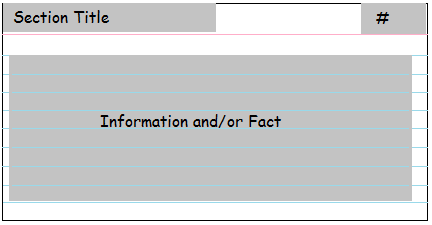 Section Title #
Information and/or Fact